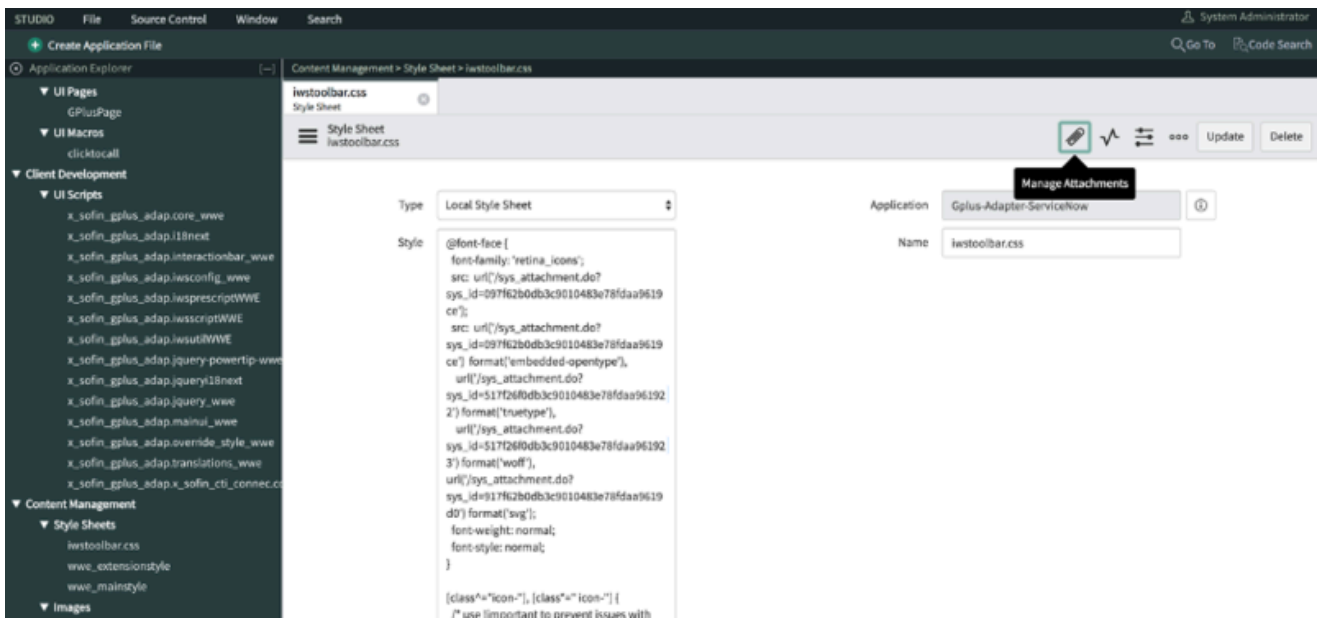 STUDIO File Source Control Window Search System Administrator
Create Application File Go To Code Search
Application Explorer [—] Content Management > Style Sheet > iwstoolbar.css
UI Pages
GPlusPage
UI Macros
clicktocall
Client Development
UI Scripts
x_sofin_gplus_adap.core_wwe
x_sofin_gplus_adap.i18next
x_sofin_gplus_adap.interactionbar_wwe
x_sofin_gplus_adap.iwsconfig_wwe
x_sofin_gplus_adap.iwsprescriptWWE
x_sofin_gplus_adap.iwsscriptWWE
x_sofin_gplus_adap.iwsutilWWE
x_sofin_gplus_adap.jquery-powertip-wwe
x_sofin_gplus_adap.jqueryi18next
x_sofin_gplus_adap.jquery_wwe
x_sofin_gplus_adap.mainui_wwe
x_sofin_gplus_adap.override_style_wwe
x_sofin_gplus_adap.translations_wwe
x_sofin_gplus_adap.x_sofin_cti_connec.co
Content Management
Style Sheets
iwstoolbar.css
wwe_extensionstyle
wwe_mainstyle
Images
iwstoolbar.css
Style Sheet
Style Sheet
iwstoolbar.css
Update Delete
Manage Attachments
Type Local Style Sheet
Application Gplus-Adapter-ServiceNow
Name iwstoolbar.css
Style
@font-face {
font-family: 'retina_icons';
src: url('/sys_attachment.do?
sys_id=097f62b0db3c9010483e78fdaa9619
ce');
src: url('/sys_attachment.do?
sys_id=097f62b0db3c9010483e78fdaa9619
ce') format('embedded-opentype'),
url('/sys_attachment.do?
sys_id=517f26f0db3c9010483e78fdaa96192
2') format('truetype'),
url('/sys_attachment.do?
sys_id=517f26f0db3c9010483e78fdaa96192
3') format('woff'),
url('/sys_attachment.do?
sys_id=917f62b0db3c9010483e78fdaa9619
d0') format('svg');
font-weight: normal;
font-style: normal;
}
[class^="icon-"], [class*=" icon-"] {
/* use !important to prevent issues with